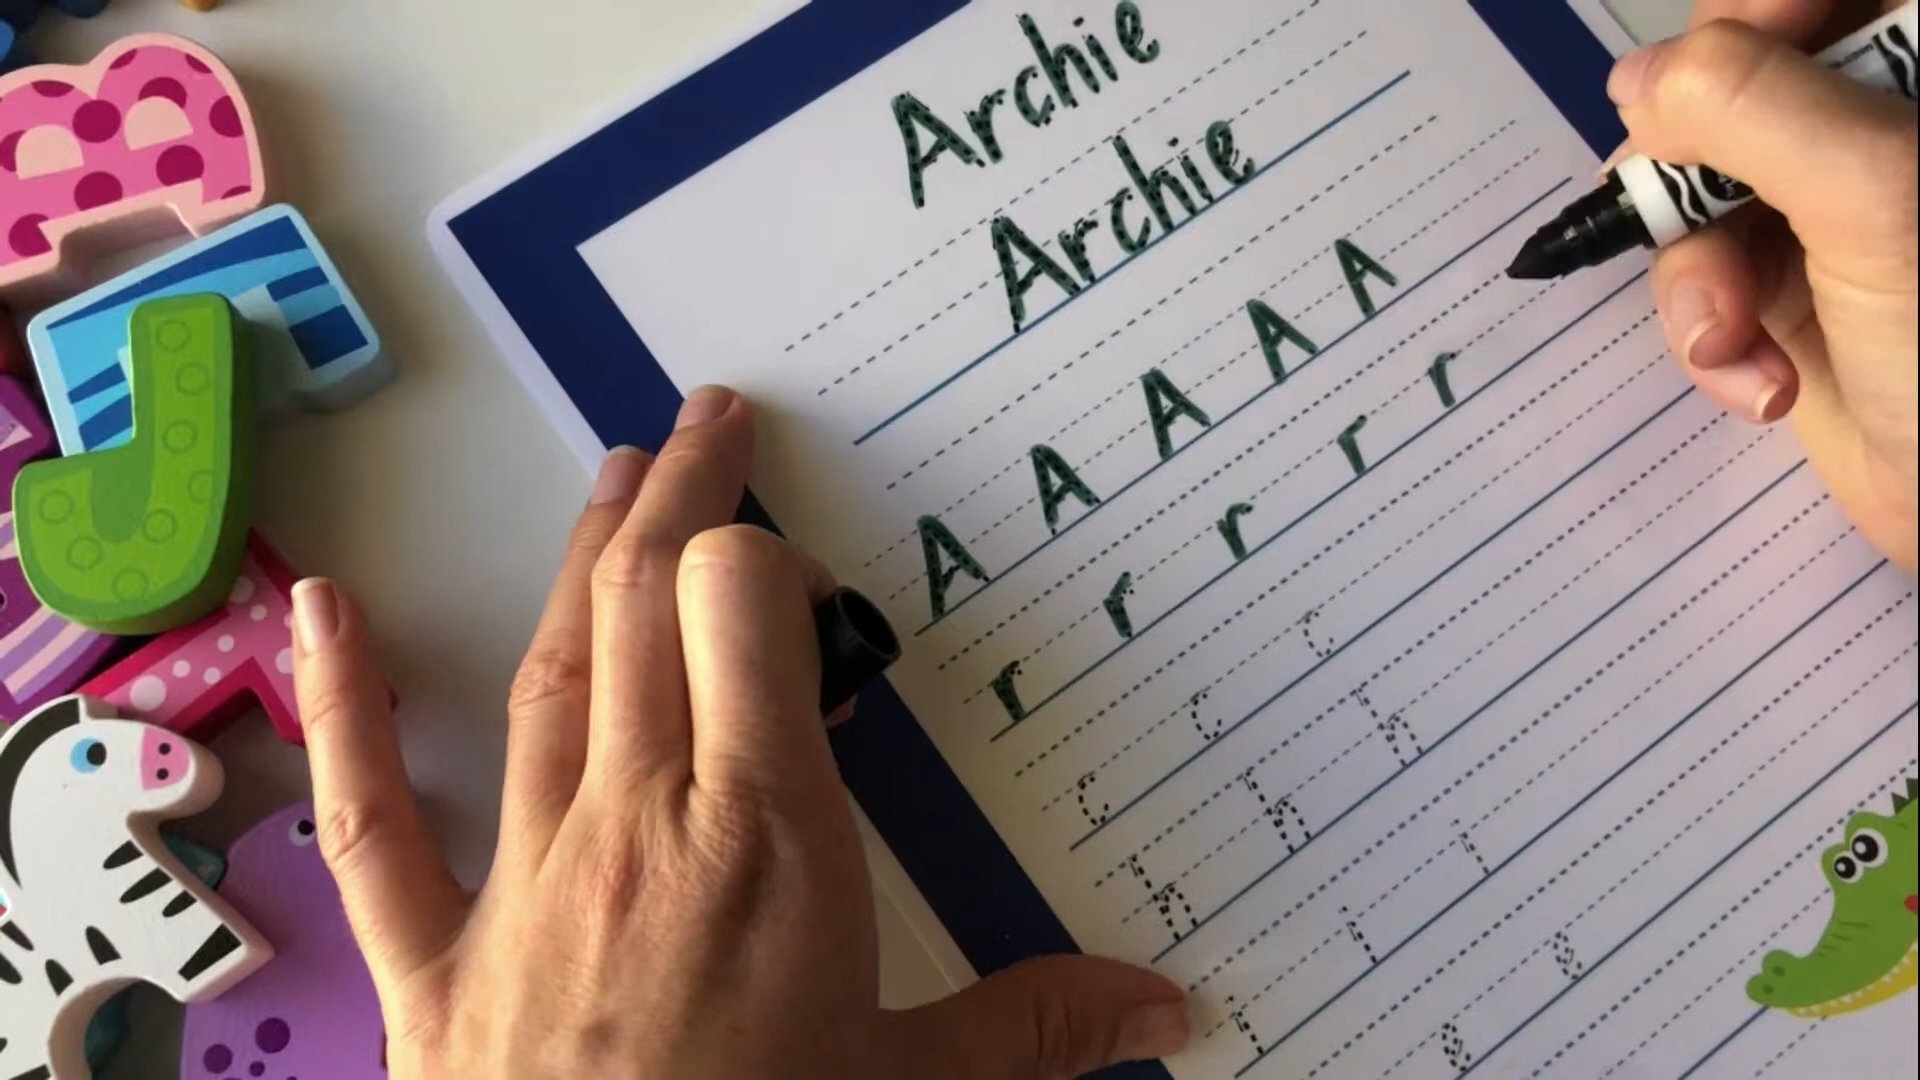 Archie
Archie
A A A A A
r r r r r
c c c
h h h
i i i
e e
B
J